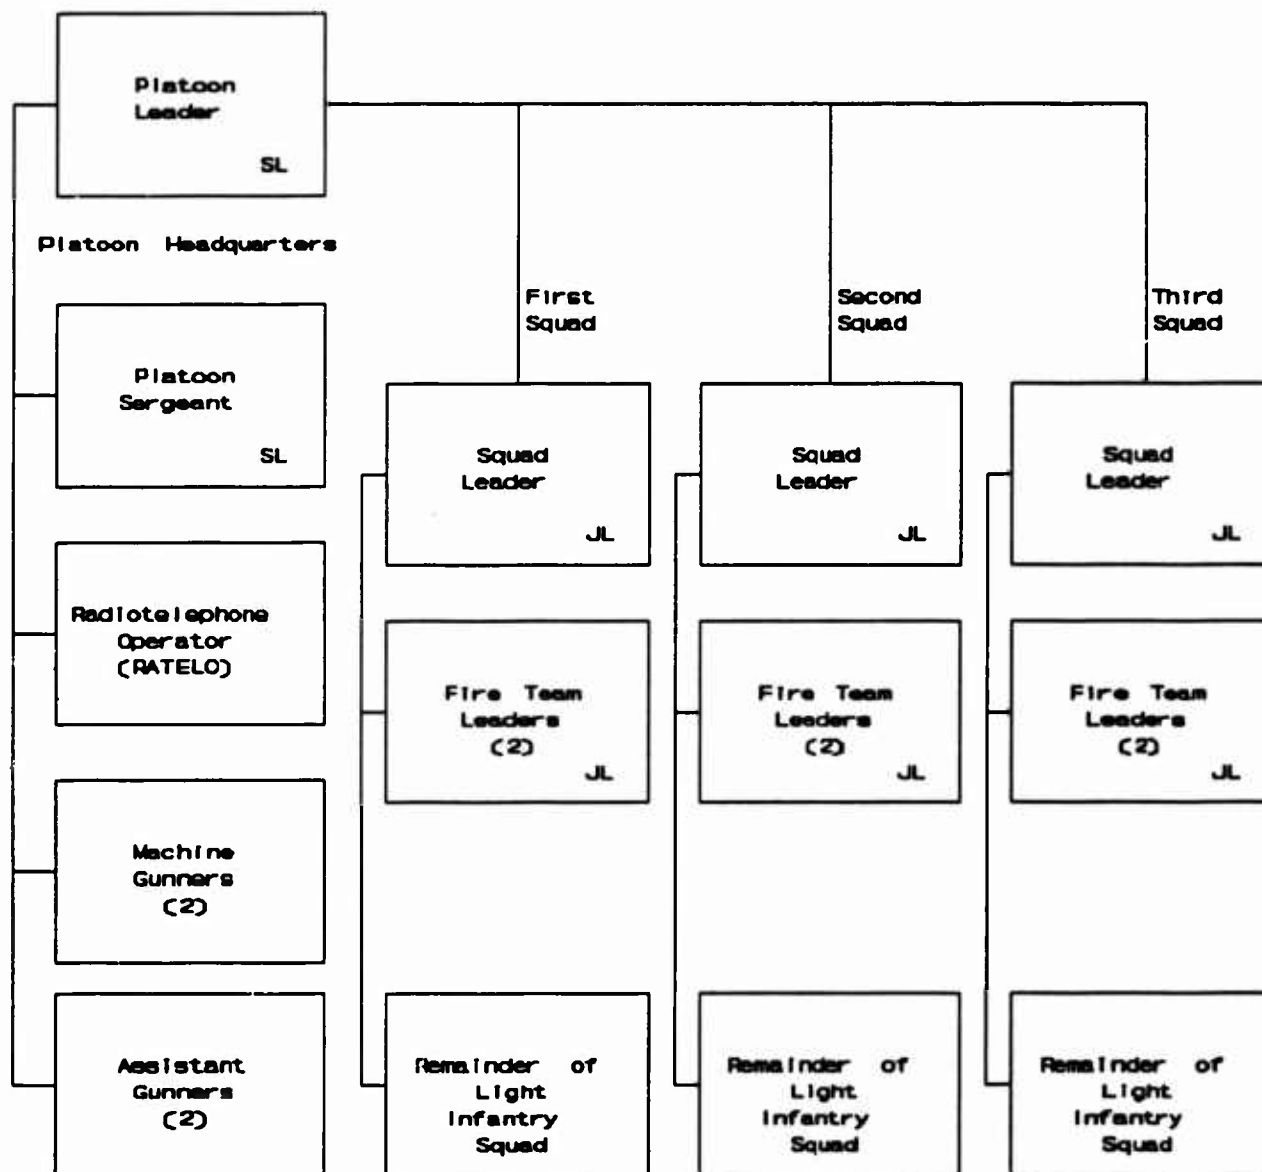 Platoon
Leader
SL
Platoon Headquarters
Platoon
Sergeant
SL
Radiotelephone
Operator
(RATELO)
Machine
Gunners
(2)
Assistant
Gunners
(2)
First
Squad
Squad
Leader
JL
Fire Team
Leaders
(2)
JL
Remainder of
Light
Infantry
Squad
Second
Squad
Squad
Leader
JL
Fire Team
Leaders
(2)
JL
Remainder of
Light
Infantry
Squad
Third
Squad
Squad
Leader
JL
Fire Team
Leaders
(2)
JL
Remainder of
Light
Infantry
Squad